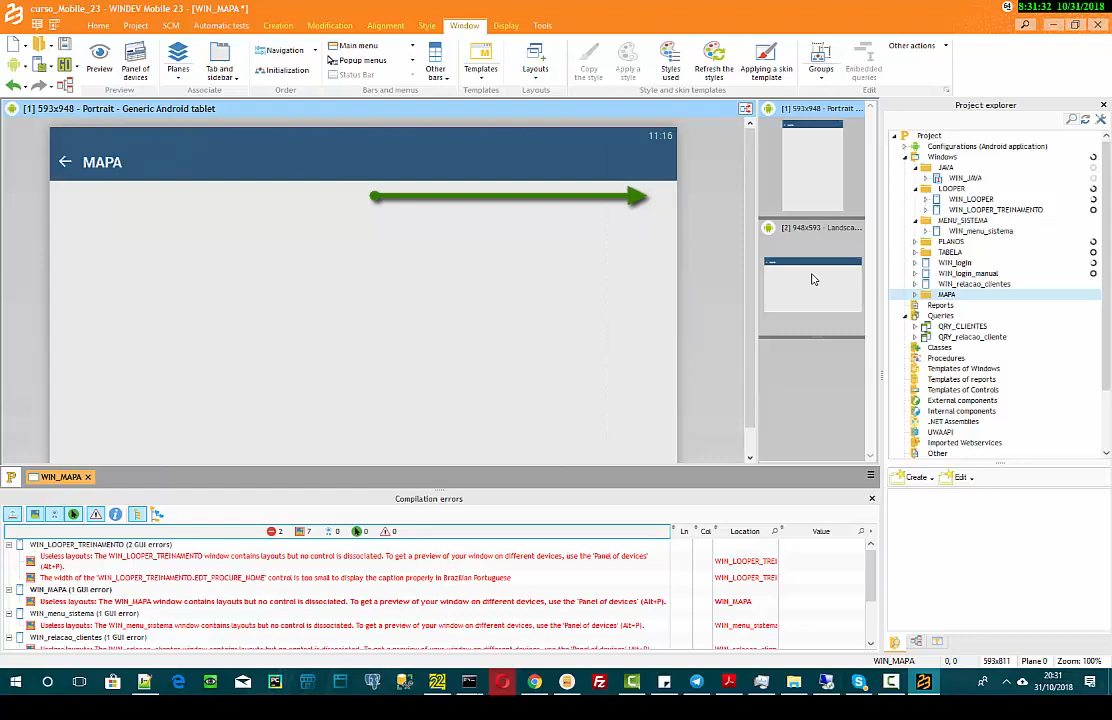 curso_Mobile_23 - WINDEV Mobile 23 - [WIN_MAPA *]
64
8:31:32 10/31/2018
Home Project SCM Automatic tests Creation Modification Alignment Style Window Display Tools
Preview
Panel of devices
Preview
Planes
Tab and sidebar
Associate
Navigation
Initialization
Order
Main menu
Popup menus
Status Bar
Other bars
Bars and menus
Templates
Templates
Layouts
Layouts
Copy the style
Apply a style
Styles used
Refresh the styles
Applying a skin template
Style and skin templates
Groups
Embedded queries
Edit
Other actions
[1] 593x948 - Portrait - Generic Android tablet
11:16
MAPA
[1] 593x948 - Portrait ...
[2] 948x593 - Landsca...
Project explorer
Project
Configurations (Android application)
Windows
JAVA
WIN_JAVA
LOOPER
WIN_LOOPER
WIN_LOOPER_TREINAMENTO
MENU_SISTEMA
WIN_menu_sistema
PLANOS
TABELA
WIN_login
WIN_login_manual
WIN_relacao_clientes
MAPA
Reports
Queries
QRY_CLIENTES
QRY_relacao_cliente
Classes
Procedures
Templates of Windows
Templates of reports
Templates of Controls
External components
Internal components
.NET Assemblies
UWAAPI
Imported Webservices
Other
Create Edit
WIN_MAPA
Compilation errors
2 7 0 0 0
Ln Col Location Value
WIN_LOOPER_TREINAMENTO (2 GUI errors)
Useless layouts: The WIN_LOOPER_TREINAMENTO window contains layouts but no control is dissociated. To get a preview of your window on different devices, use the 'Panel of devices' (Alt+P). WIN_LOOPER_TREI
The width of the 'WIN_LOOPER_TREINAMENTO.EDT_PROCURE_NOME' control is too small to display the caption properly in Brazilian Portuguese WIN_LOOPER_TREI
WIN_MAPA (1 GUI error)
Useless layouts: The WIN_MAPA window contains layouts but no control is dissociated. To get a preview of your window on different devices, use the 'Panel of devices' (Alt+P). WIN_MAPA
WIN_menu_sistema (1 GUI error)
Useless layouts: The WIN_menu_sistema window contains layouts but no control is dissociated. To get a preview of your window on different devices, use the 'Panel of devices' (Alt+P). WIN_menu_sistema
WIN_relacao_clientes (1 GUI error)
WIN_MAPA 0, 0 593x811 Plane 0 Zoom: 100%
20:31
31/10/2018